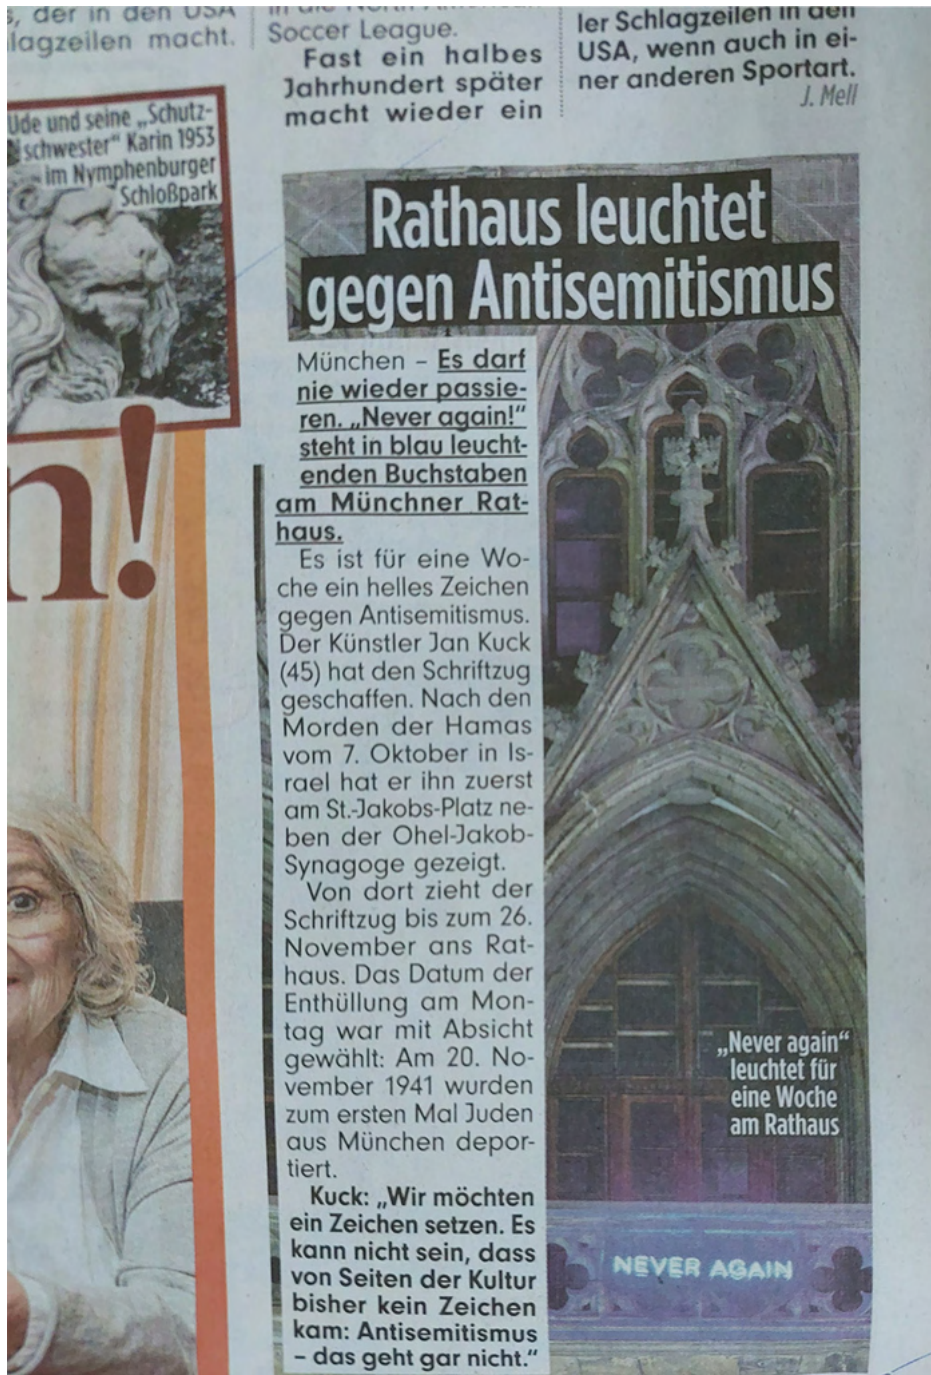 der in den USA
lagzeilen macht.
Soccer League.
Fast ein halbes
Jahrhundert später
macht wieder ein
ler Schlagzeilen in den
USA, wenn auch in ei-
ner anderen Sportart.
J. Mell
Ude und seine „Schutz-
schwester“ Karin 1953
im Nymphenburger
Schloßpark
n!
Rathaus leuchtet
gegen Antisemitismus
München – Es darf
nie wieder passie-
ren. „Never again!“
steht in blau leucht-
enden Buchstaben
am Münchner Rat-
haus.
Es ist für eine Wo-
che ein helles Zeichen
gegen Antisemitismus.
Der Künstler Jan Kuck
(45) hat den Schriftzug
geschaffen. Nach den
Morden der Hamas
vom 7. Oktober in Is-
rael hat er ihn zuerst
am St.-Jakobs-Platz ne-
ben der Ohel-Jakob-
Synagoge gezeigt.
Von dort zieht der
Schriftzug bis zum 26.
November ans Rat-
haus. Das Datum der
Enthüllung am Mon-
tag war mit Absicht
gewählt: Am 20. No-
vember 1941 wurden
zum ersten Mal Juden
aus München depor-
tiert.
Kuck: „Wir möchten
ein Zeichen setzen. Es
kann nicht sein, dass
von Seiten der Kultur
bisher kein Zeichen
kam: Antisemitismus
– das geht gar nicht.“
„Never again“
leuchtet für
eine Woche
am Rathaus
NEVER AGAIN